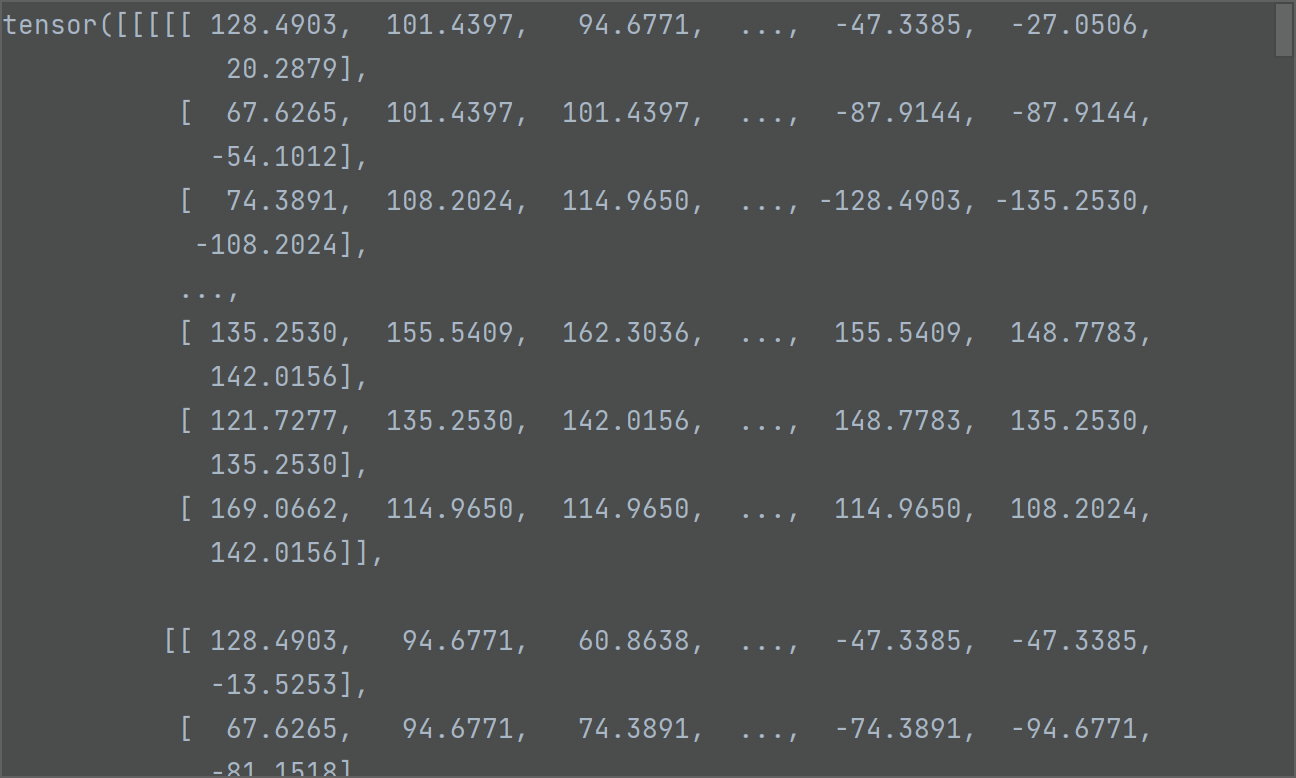 tensor([[[[[ 128.4903,  101.4397,   94.6771,  ...,  -47.3385,  -27.0506,
              20.2879],
           [  67.6265,  101.4397,  101.4397,  ...,  -87.9144,  -87.9144,
             -54.1012],
           [  74.3891,  108.2024,  114.9650,  ..., -128.4903, -135.2530,
            -108.2024],
           ...,
           [ 135.2530,  155.5409,  162.3036,  ...,  155.5409,  148.7783,
             142.0156],
           [ 121.7277,  135.2530,  142.0156,  ...,  148.7783,  135.2530,
             135.2530],
           [ 169.0662,  114.9650,  114.9650,  ...,  114.9650,  108.2024,
             142.0156]],
          [[ 128.4903,   94.6771,   60.8638,  ...,  -47.3385,  -47.3385,
             -13.5253],
           [  67.6265,   94.6771,   74.3891,  ...,  -74.3891,  -94.6771,
             -81.1518]